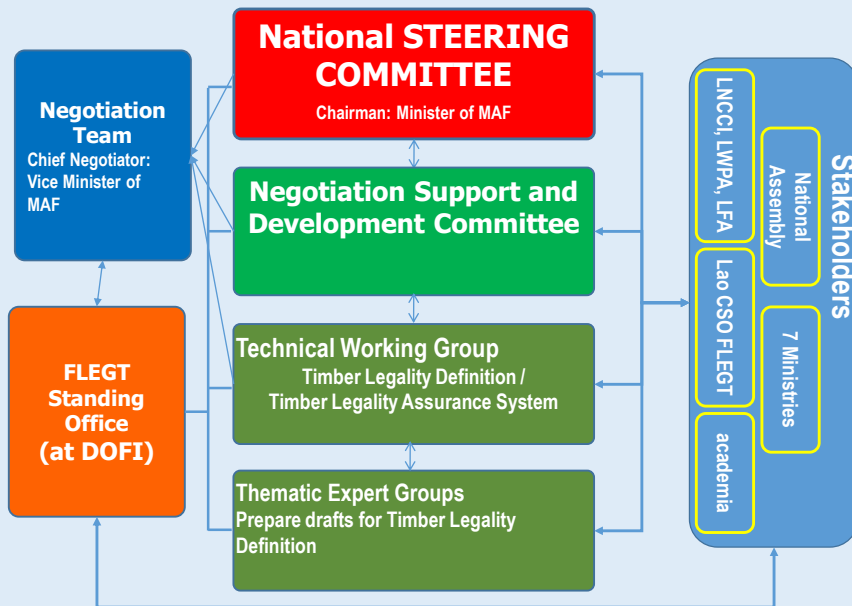 National STEERING
COMMITTEE
Chairman: Minister of MAF
Negotiation
Team
Chief Negotiator:
Vice Minister of
MAF
Negotiation Support and
Development Committee
Technical Working Group
Timber Legality Definition /
Timber Legality Assurance System
Thematic Expert Groups
Prepare drafts for Timber Legality
Definition
FLEGT
Standing
Office
(at DOFI)
Stakeholders
National
Assembly
7 Ministries
LNCCI, LWPA, LFA
Lao CSO FLEGT
academia